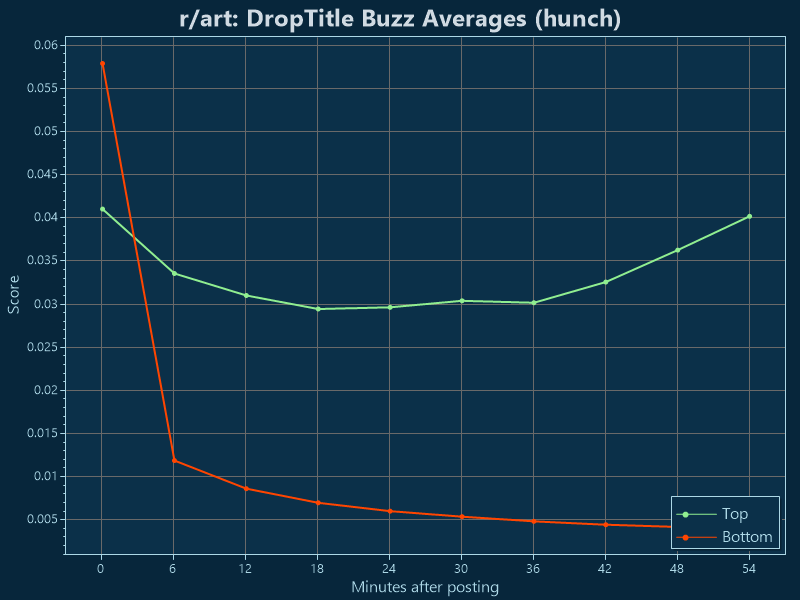 r/art: DropTitle Buzz Averages (hunch)
0.06
0.055
0.05
0.045
0.04
0.035
0.03
0.025
0.02
0.015
0.01
0.005
Score
Top
Bottom
0 6 12 18 24 30 36 42 48 54
Minutes after posting